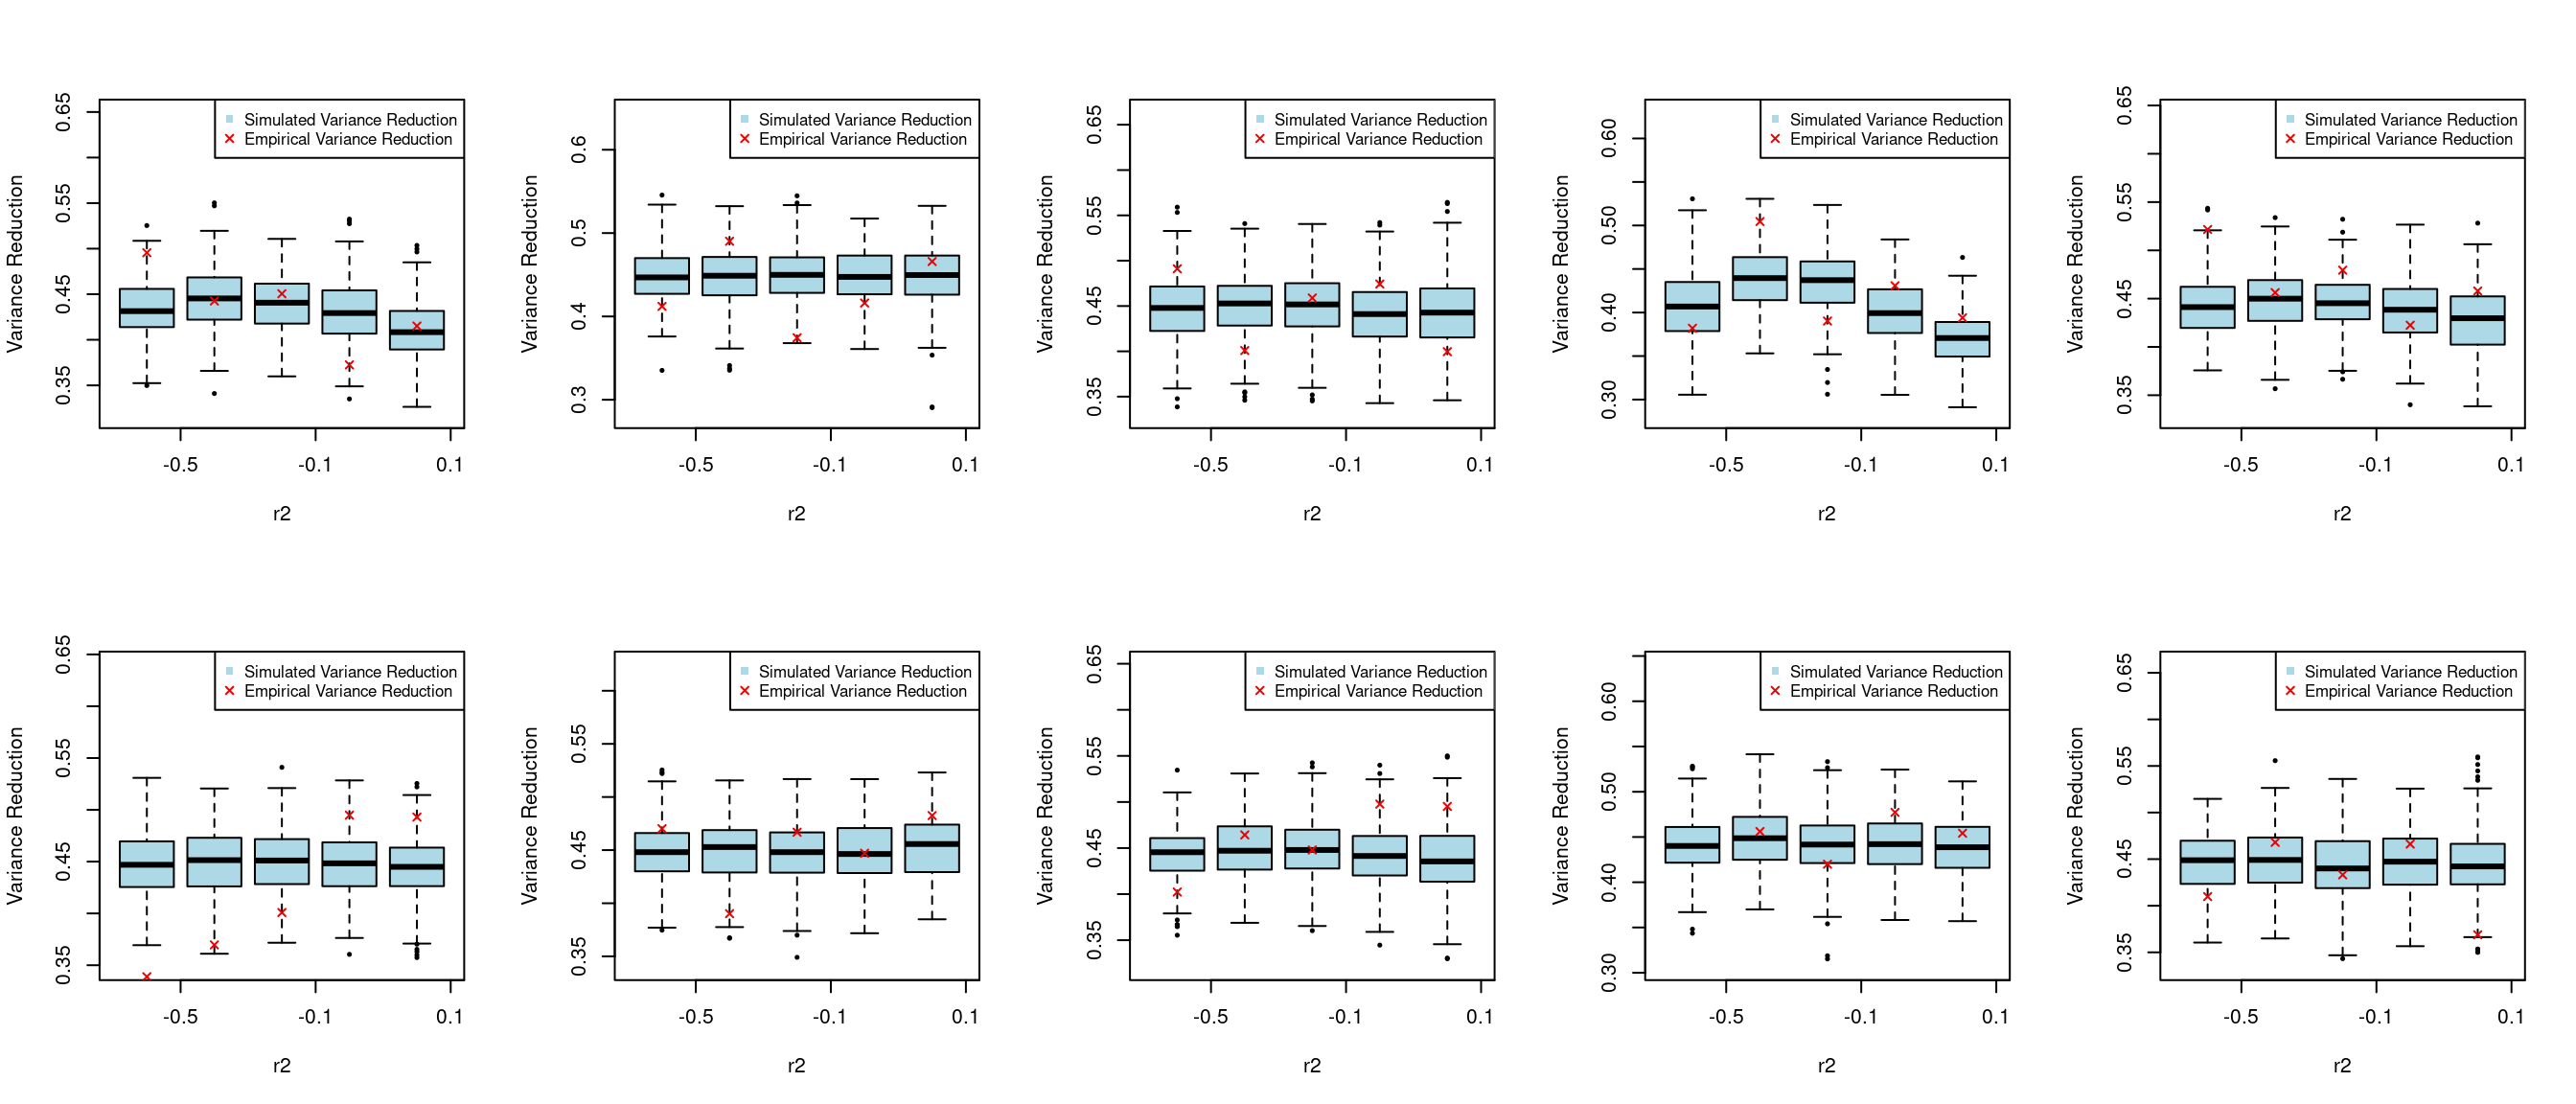 Variance Reduction
0.65
0.55
0.45
0.35
Simulated Variance Reduction
Empirical Variance Reduction
-0.5 -0.1 0.1
r2
Variance Reduction
0.6
0.5
0.4
0.3
Simulated Variance Reduction
Empirical Variance Reduction
-0.5 -0.1 0.1
r2
Variance Reduction
0.65
0.55
0.45
0.35
Simulated Variance Reduction
Empirical Variance Reduction
-0.5 -0.1 0.1
r2
Variance Reduction
0.60
0.50
0.40
0.30
Simulated Variance Reduction
Empirical Variance Reduction
-0.5 -0.1 0.1
r2
Variance Reduction
0.65
0.55
0.45
0.35
Simulated Variance Reduction
Empirical Variance Reduction
-0.5 -0.1 0.1
r2
Variance Reduction
0.65
0.55
0.45
0.35
Simulated Variance Reduction
Empirical Variance Reduction
-0.5 -0.1 0.1
r2
Variance Reduction
0.55
0.45
0.35
Simulated Variance Reduction
Empirical Variance Reduction
-0.5 -0.1 0.1
r2
Variance Reduction
0.65
0.55
0.45
0.35
Simulated Variance Reduction
Empirical Variance Reduction
-0.5 -0.1 0.1
r2
Variance Reduction
0.60
0.50
0.40
0.30
Simulated Variance Reduction
Empirical Variance Reduction
-0.5 -0.1 0.1
r2
Variance Reduction
0.65
0.55
0.45
0.35
Simulated Variance Reduction
Empirical Variance Reduction
-0.5 -0.1 0.1
r2